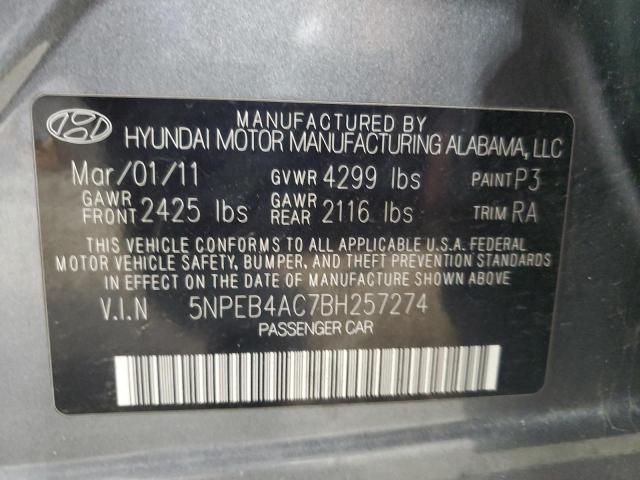 MANUFACTURED BY
HYUNDAI MOTOR MANUFACTURING ALABAMA, LLC
Mar/01/11 GVWR 4299 lbs PAINT P3
GAWR FRONT 2425 lbs GAWR REAR 2116 lbs TRIM RA
THIS VEHICLE CONFORMS TO ALL APPLICABLE U.S.A. FEDERAL
MOTOR VEHICLE SAFETY, BUMPER, AND THEFT PREVENTION STANDARDS
IN EFFECT ON THE DATE OF MANUFACTURE SHOWN ABOVE.
V.I.N 5NPEB4AC7BH257274
PASSENGER CAR